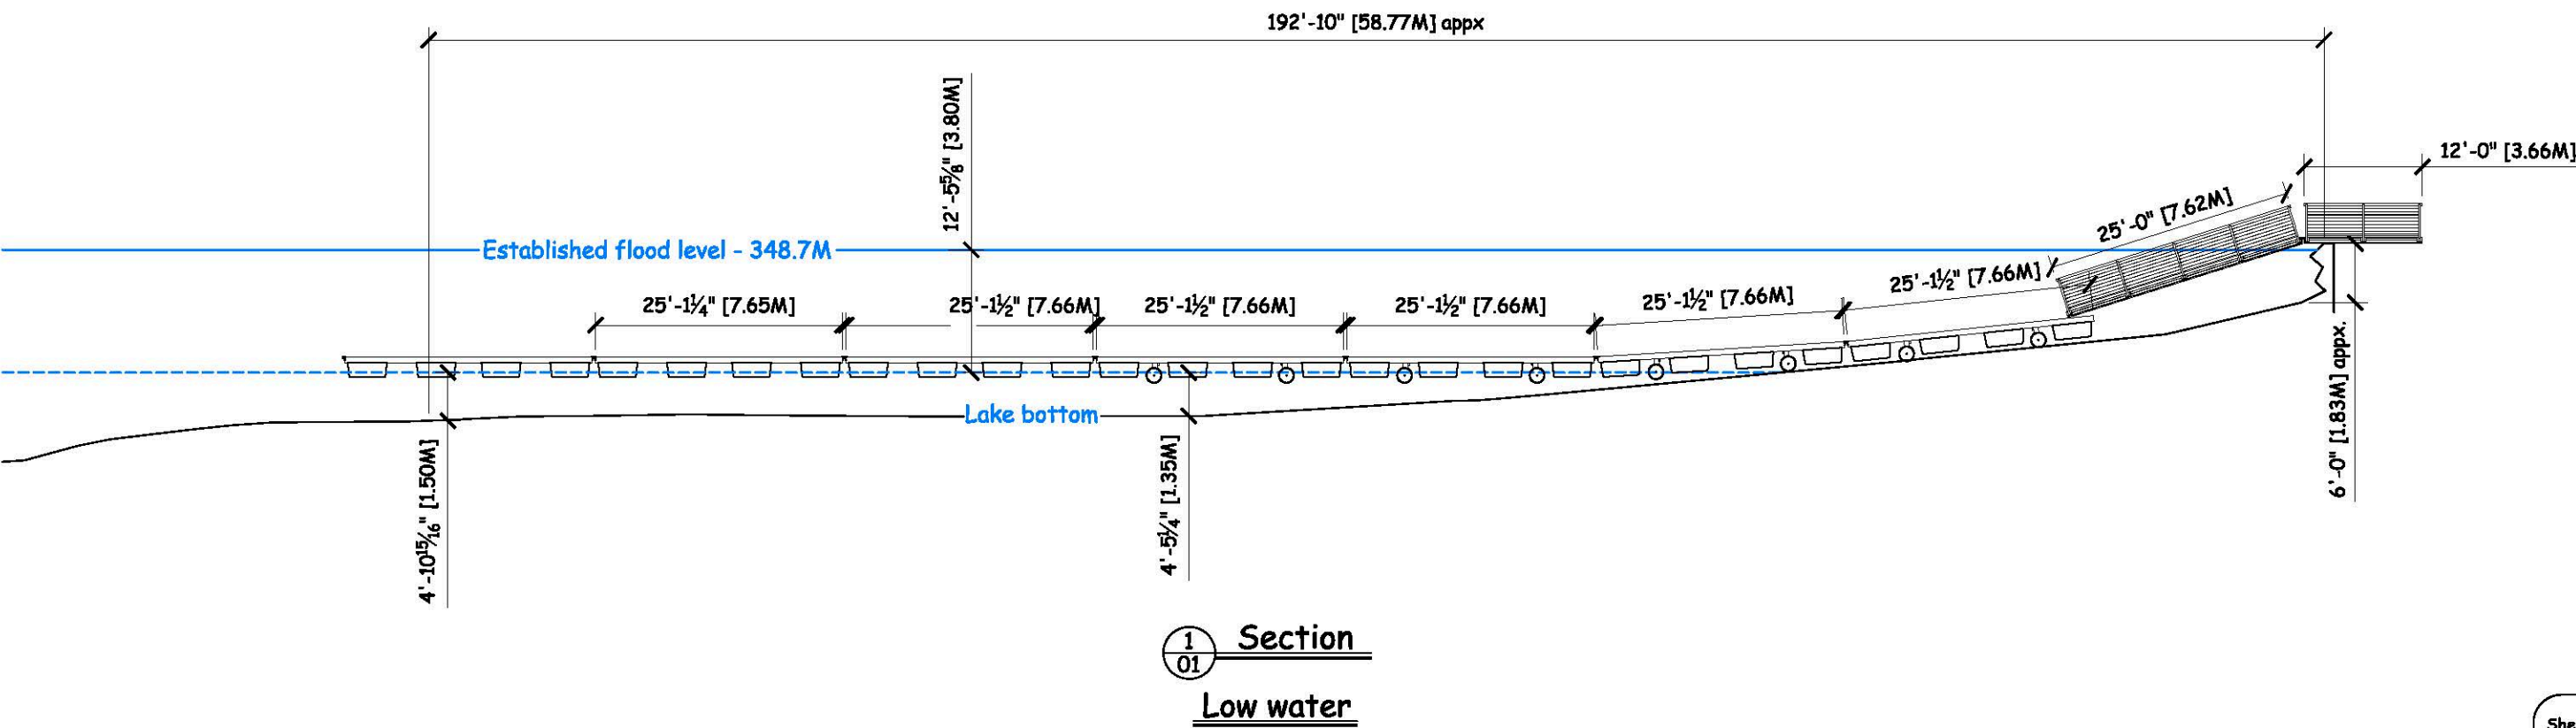 192'-10" [58.77M] appx
12'-5⅝" [3.80M]
12'-0" [3.66M]
25'-0" [7.62M]
Established flood level - 348.7M
25'-1¼" [7.65M]
25'-1½" [7.66M]
25'-1½" [7.66M]
25'-1½" [7.66M]
25'-1½" [7.66M]
25'-1½" [7.66M]
Lake bottom
4'-1015/16" [1.50M]
4'-5¼" [1.35M]
6'-0" [1.83M] appx.
1
01
Section
Low water
She